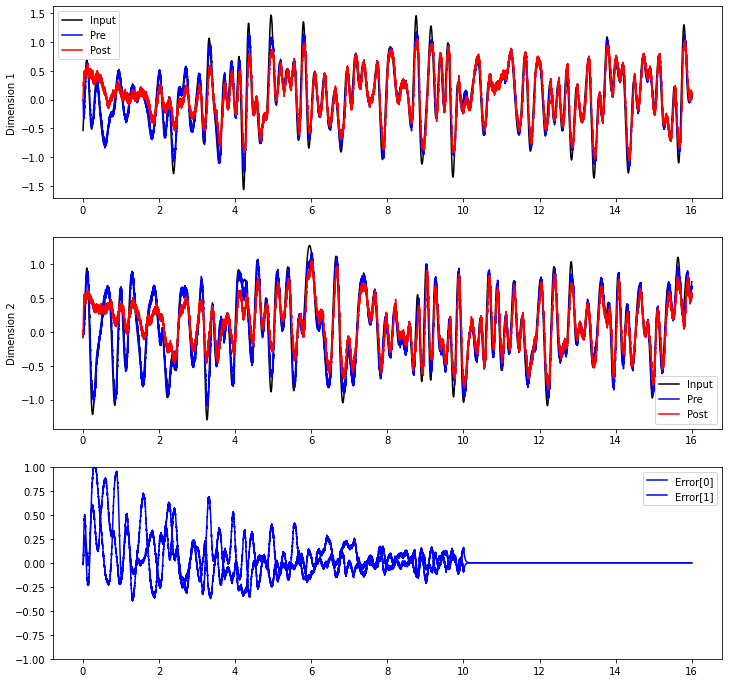 1.5
1.0
0.5
0.0
−0.5
−1.0
−1.5
Dimension 1
Input
Pre
Post
0 2 4 6 8 10 12 14 16
1.0
0.5
0.0
−0.5
−1.0
Dimension 2
Input
Pre
Post
0 2 4 6 8 10 12 14 16
1.00
0.75
0.50
0.25
0.00
−0.25
−0.50
−0.75
−1.00
Error[0]
Error[1]
0 2 4 6 8 10 12 14 16